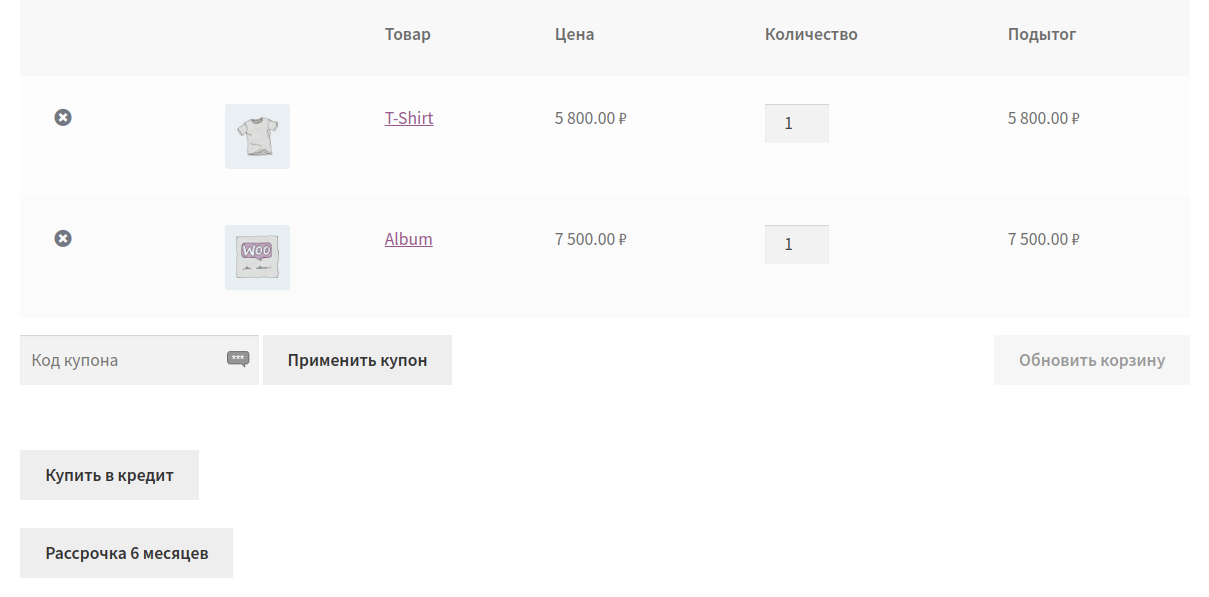 Товар Цена Количество Подытог
T-Shirt 5 800.00 ₽ 1 5 800.00 ₽
WOO
Album 7 500.00 ₽ 1 7 500.00 ₽
Код купона *** Применить купон Обновить корзину
Купить в кредит
Рассрочка 6 месяцев